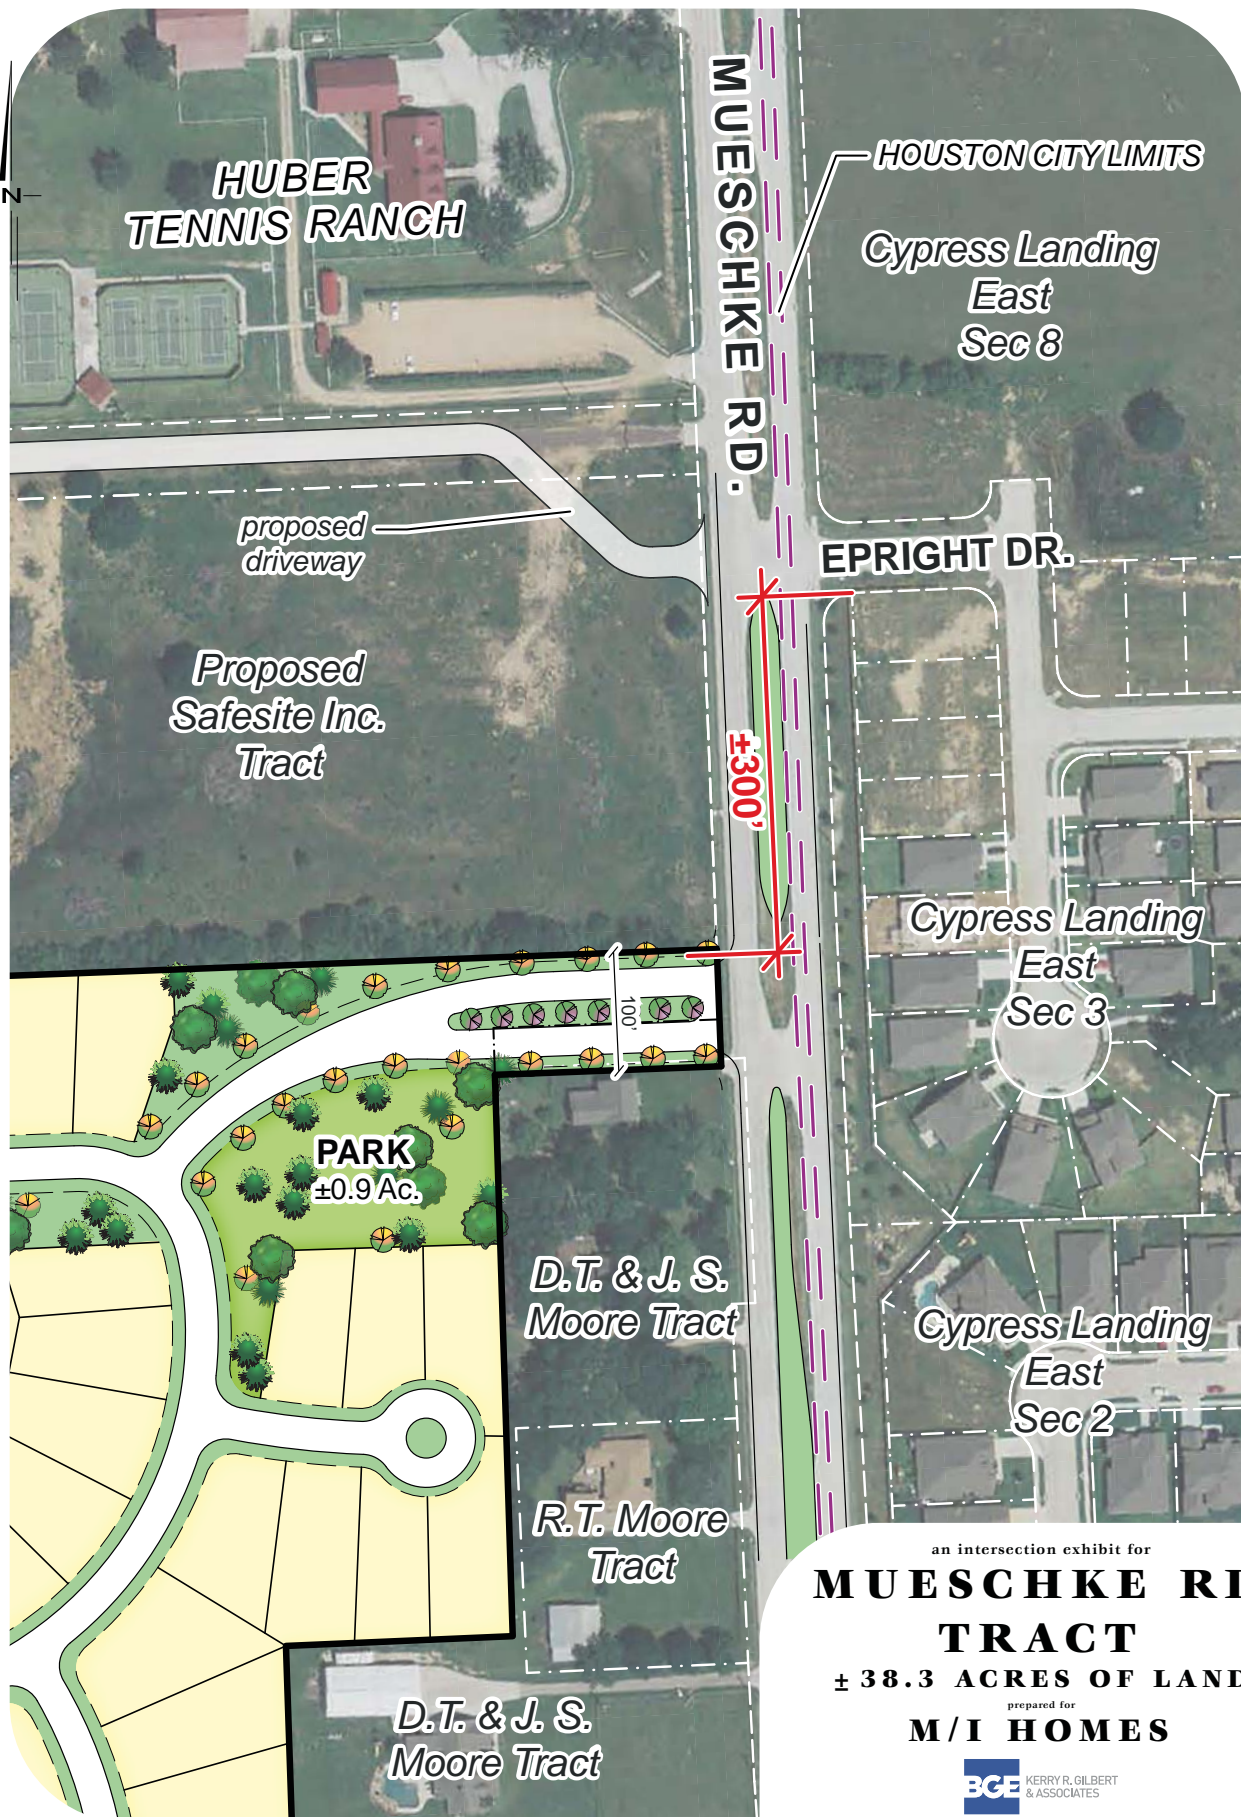 HUBER
TENNIS RANCH
N
MUESCHKE RD.
HOUSTON CITY LIMITS
Cypress Landing
East
Sec 8
proposed
driveway
EPRIGHT DR.
Proposed
Safesite Inc.
Tract
±300'
Cypress Landing
East
Sec 3
100'
PARK
±0.9 Ac.
D.T. & J. S.
Moore Tract
Cypress Landing
East
Sec 2
R.T. Moore
Tract
D.T. & J. S.
Moore Tract
an intersection exhibit for
MUESCHKE RD
TRACT
± 38.3 ACRES OF LAND
prepared for
M/I HOMES
BGE KERRY R. GILBERT
& ASSOCIATES